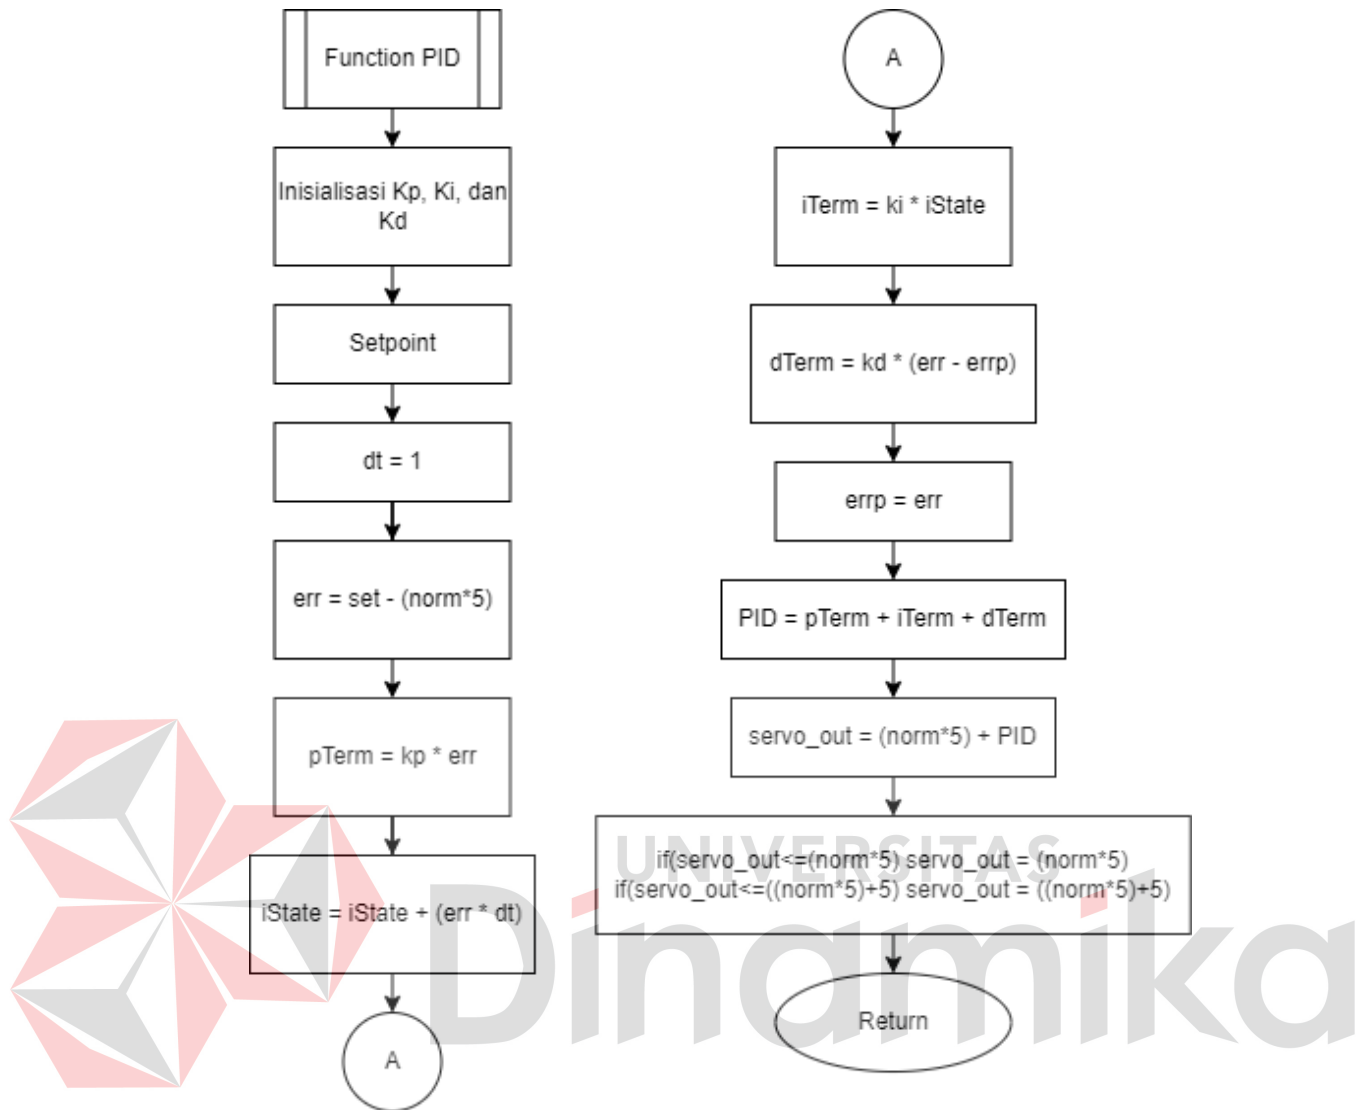 Function PID
Inisialisasi Kp, Ki, dan
Kd
Setpoint
dt = 1
err = set - (norm*5)
pTerm = kp * err
iState = iState + (err * dt)
A
A
iTerm = ki * iState
dTerm = kd * (err - errp)
errp = err
PID = pTerm + iTerm + dTerm
servo_out = (norm*5) + PID
if(servo_out<=(norm*5) servo_out = (norm*5)
if(servo_out<=((norm*5)+5) servo_out = ((norm*5)+5)
Return
UNIVERSITAS
Dinamika